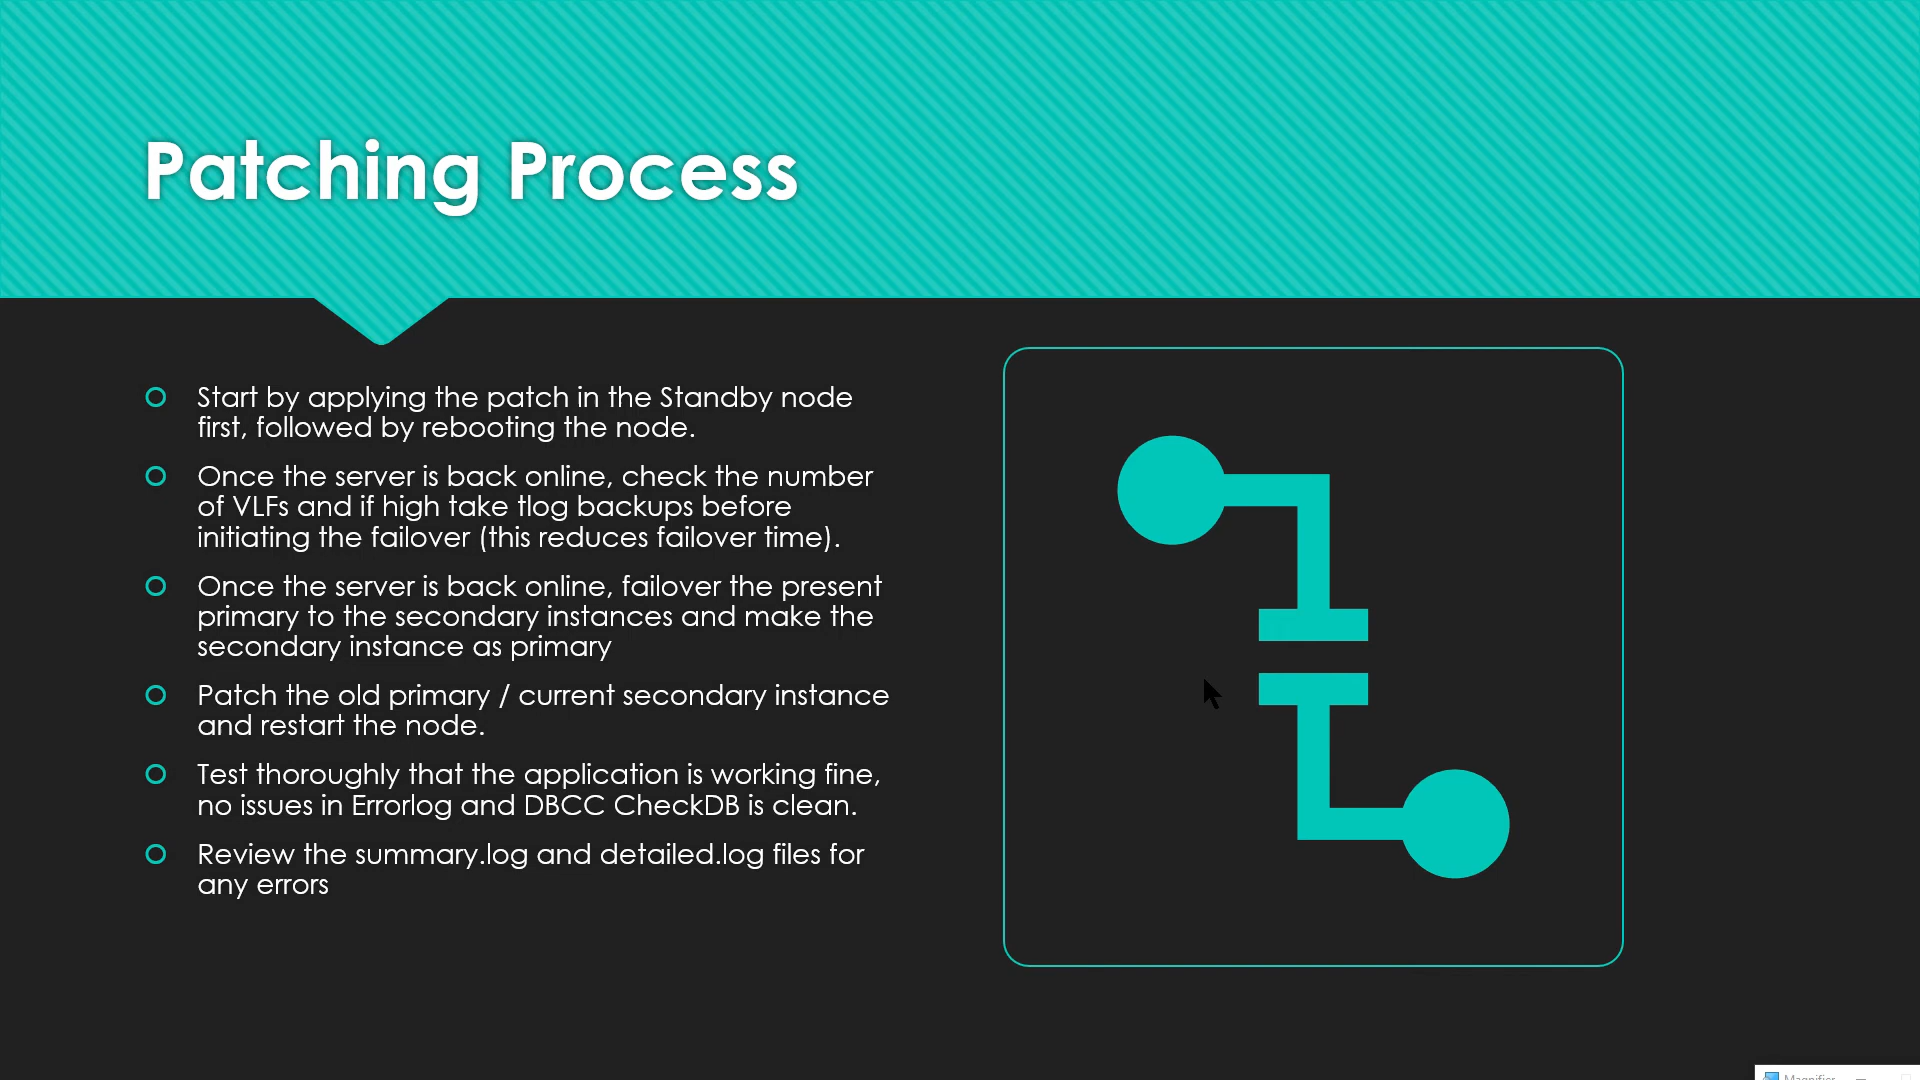 Patching Process
Start by applying the patch in the Standby node
first, followed by rebooting the node.
Once the server is back online, check the number
of VLFs and if high take tlog backups before
initiating the failover (this reduces failover time).
Once the server is back online, failover the present
primary to the secondary instances and make the
secondary instance as primary
Patch the old primary / current secondary instance
and restart the node.
Test thoroughly that the application is working fine,
no issues in Errorlog and DBCC CheckDB is clean.
Review the summary.log and detailed.log files for
any errors
Magnifier